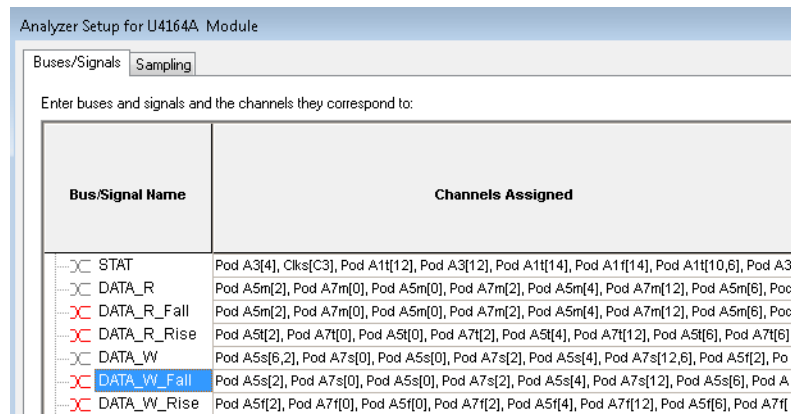 Analyzer Setup for U4164A Module
Buses/Signals Sampling
Enter buses and signals and the channels they correspond to:
Bus/Signal Name Channels Assigned
STAT Pod A3[4], Clks[C3], Pod A1t[12], Pod A3[12], Pod A1t[14], Pod A1f[14], Pod A1t[10,6], Pod A3
DATA_R Pod A5m[2], Pod A7m[0], Pod A5m[0], Pod A7m[2], Pod A5m[4], Pod A7m[12], Pod A5m[6], Poc
DATA_R_Fall Pod A5m[2], Pod A7m[0], Pod A5m[0], Pod A7m[2], Pod A5m[4], Pod A7m[12], Pod A5m[6], Poc
DATA_R_Rise Pod A5t[2], Pod A7t[0], Pod A5t[0], Pod A7t[2], Pod A5t[4], Pod A7t[12], Pod A5t[6], Pod A7t[6]
DATA_W Pod A5s[6,2], Pod A7s[0], Pod A5s[0], Pod A7s[2], Pod A5s[4], Pod A7s[12,6], Pod A5f[2], Po
DATA_W_Fall Pod A5s[2], Pod A7s[0], Pod A5s[0], Pod A7s[2], Pod A5s[4], Pod A7s[12], Pod A5s[6], Pod A
DATA_W_Rise Pod A5f[2], Pod A7f[0], Pod A5f[0], Pod A7f[2], Pod A5f[4], Pod A7f[12], Pod A5f[6], Pod A7f[